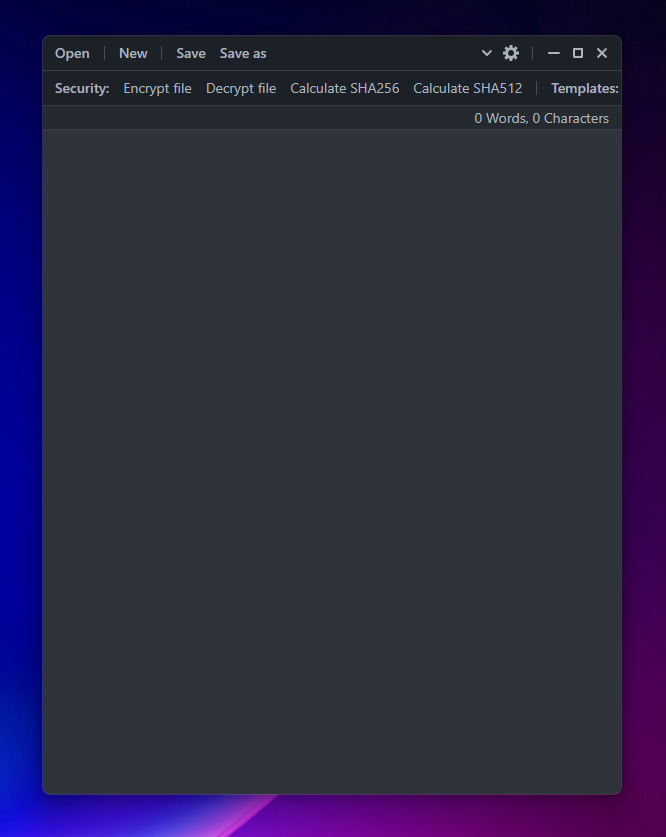 Open New Save Save as
Security: Encrypt file Decrypt file Calculate SHA256 Calculate SHA512 Templates:
0 Words, 0 Characters